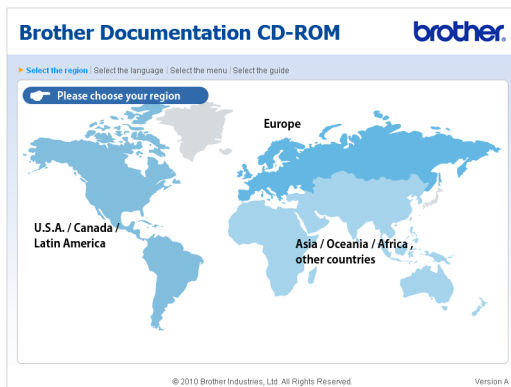 Brother Documentation CD-ROM
brother.
Select the region | Select the language | Select the menu | Select the guide
Please choose your region
Europe
U.S.A. / Canada /
Latin America
Asia / Oceania / Africa ,
other countries
© 2010 Brother Industries, Ltd. All Rights Reserved.
Version A